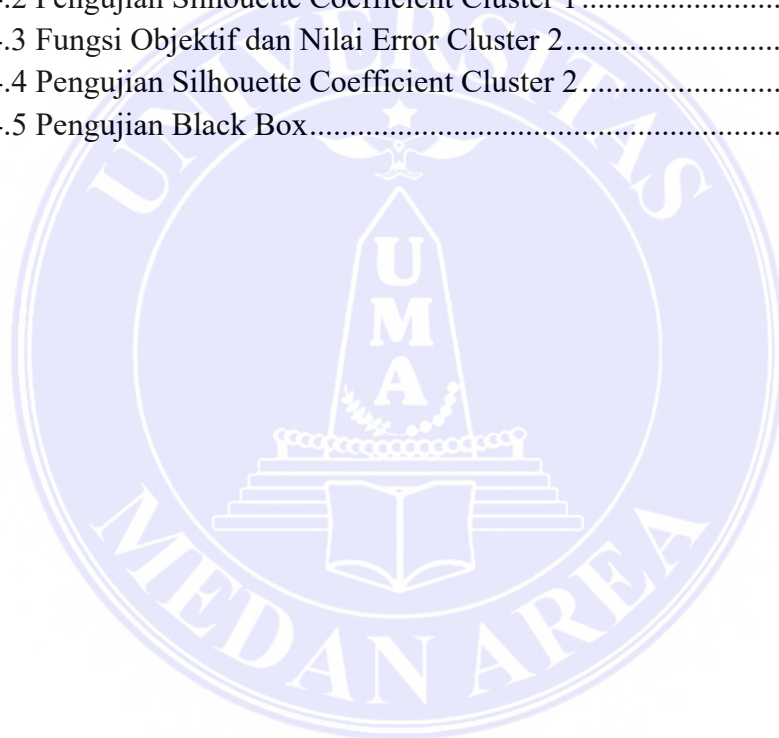 .2 Pengujian Silhouette Coefficient Cluster 1....................
.3 Fungsi Objektif dan Nilai Error Cluster 2......................
.4 Pengujian Silhouette Coefficient Cluster 2....................
.5 Pengujian Black Box.......................................................
UNIVERSITAS
UMA
MEDAN AREA